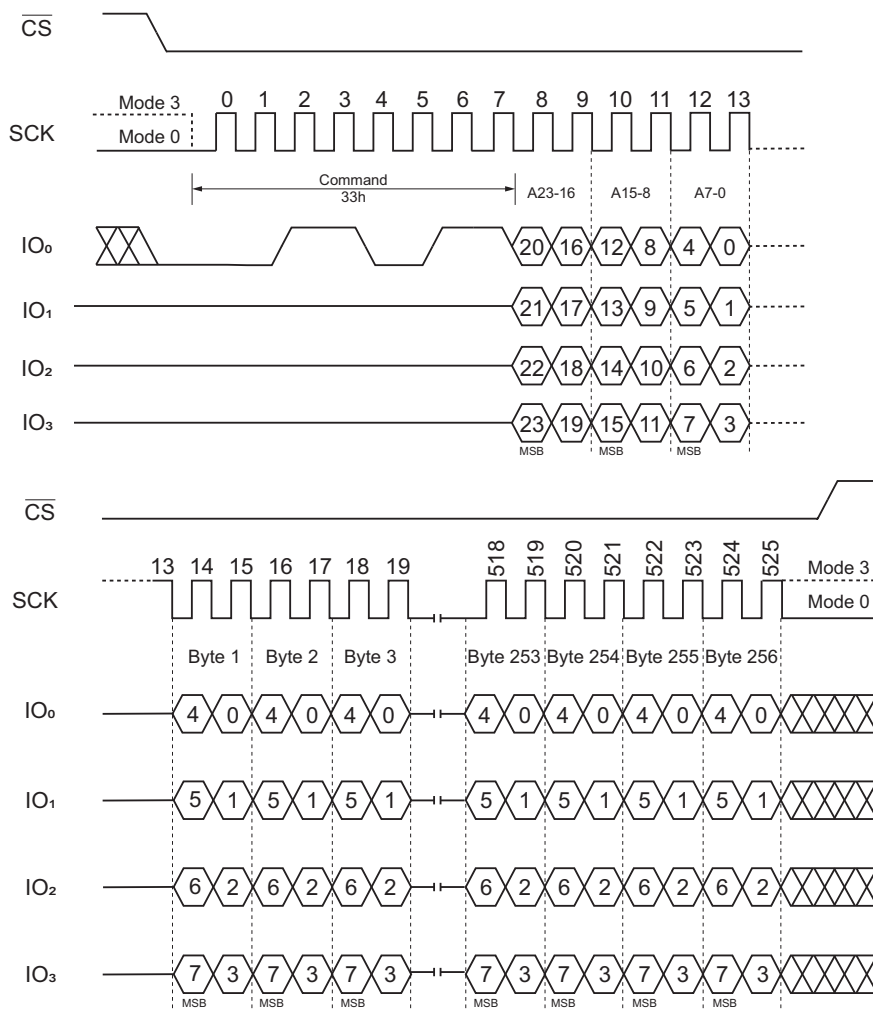 CS
0 1 2 3 4 5 6 7 8 9 10 11 12 13
Mode 3
SCK Mode 0
Command
33h
A23-16 A15-8 A7-0
IO₀ 20 16 12 8 4 0
IO₁ 21 17 13 9 5 1
IO₂ 22 18 14 10 6 2
IO₃ 23 19 15 11 7 3
MSB MSB MSB
CS
13 14 15 16 17 18 19 518 519 520 521 522 523 524 525
Mode 3
SCK Mode 0
Byte 1 Byte 2 Byte 3 Byte 253 Byte 254 Byte 255 Byte 256
IO₀ 4 0 4 0 4 0 4 0 4 0 4 0 4 0
IO₁ 5 1 5 1 5 1 5 1 5 1 5 1 5 1
IO₂ 6 2 6 2 6 2 6 2 6 2 6 2 6 2
IO₃ 7 3 7 3 7 3 7 3 7 3 7 3 7 3
MSB MSB MSB MSB MSB MSB MSB